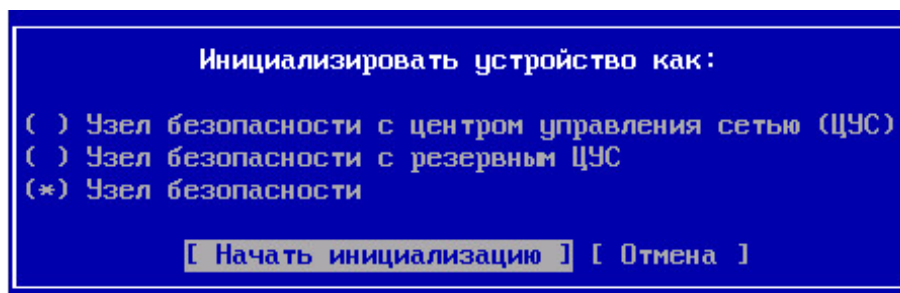 Инициализировать устройство как:
( ) Узел безопасности с центром управления сетью (ЦУС)
( ) Узел безопасности с резервным ЦУС
(*) Узел безопасности
[ Начать инициализацию ] [ Отмена ]